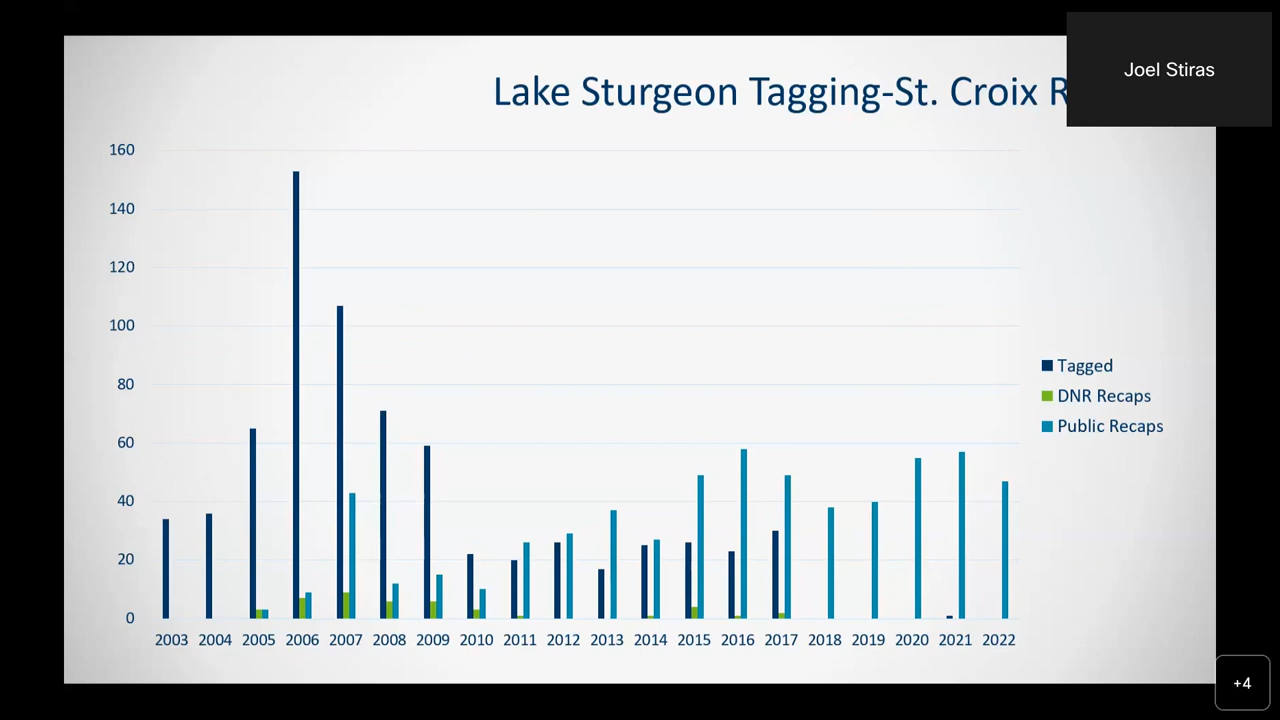 Joel Stiras
Lake Sturgeon Tagging-St. Croix
160
140
120
100
80
60
40
20
0
Tagged
DNR Recaps
Public Recaps
2003 2004 2005 2006 2007 2008 2009 2010 2011 2012 2013 2014 2015 2016 2017 2018 2019 2020 2021 2022
+4